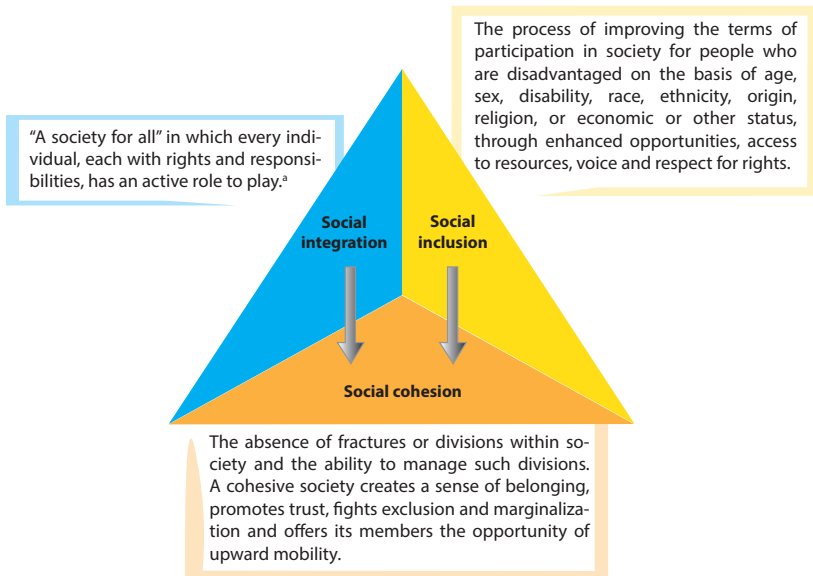 The process of improving the terms of
participation in society for people who
are disadvantaged on the basis of age,
sex, disability, race, ethnicity, origin,
religion, or economic or other status,
through enhanced opportunities, access
to resources, voice and respect for rights.
“A society for all” in which every indi-
vidual, each with rights and responsi-
bilities, has an active role to play.ᵃ
Social
integration
Social
inclusion
Social cohesion
The absence of fractures or divisions within so-
ciety and the ability to manage such divisions.
A cohesive society creates a sense of belonging,
promotes trust, fights exclusion and marginaliza-
tion and offers its members the opportunity of
upward mobility.